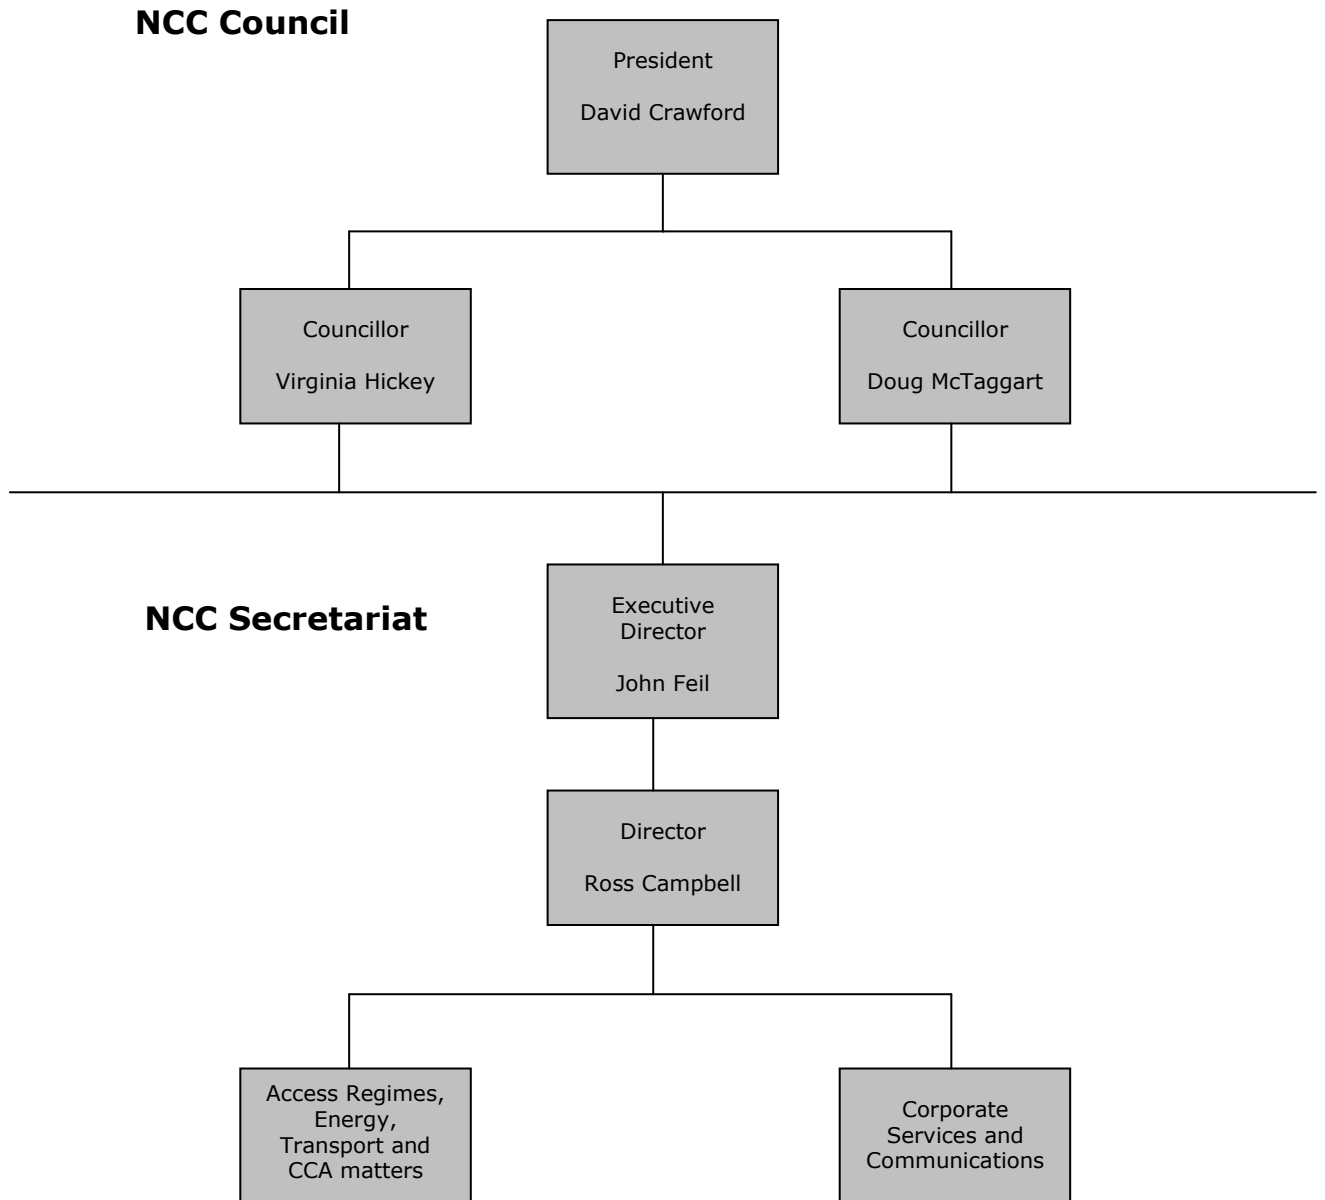 NCC Council
President
David Crawford
Councillor
Virginia Hickey
Councillor
Doug McTaggart
NCC Secretariat
Executive
Director
John Feil
Director
Ross Campbell
Access Regimes,
Energy,
Transport and
CCA matters
Corporate
Services and
Communications